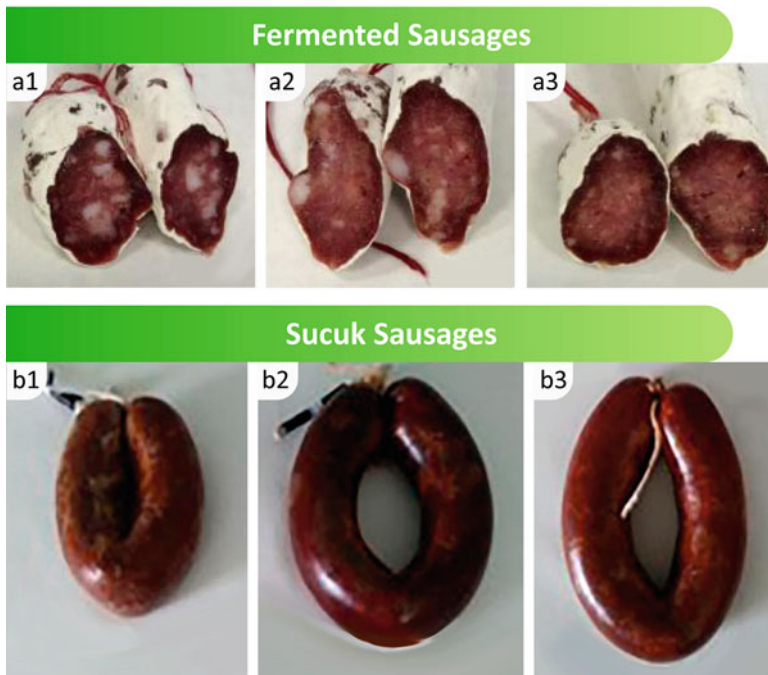 Fermented Sausages
a1
a2
a3
Sucuk Sausages
b1
b2
b3